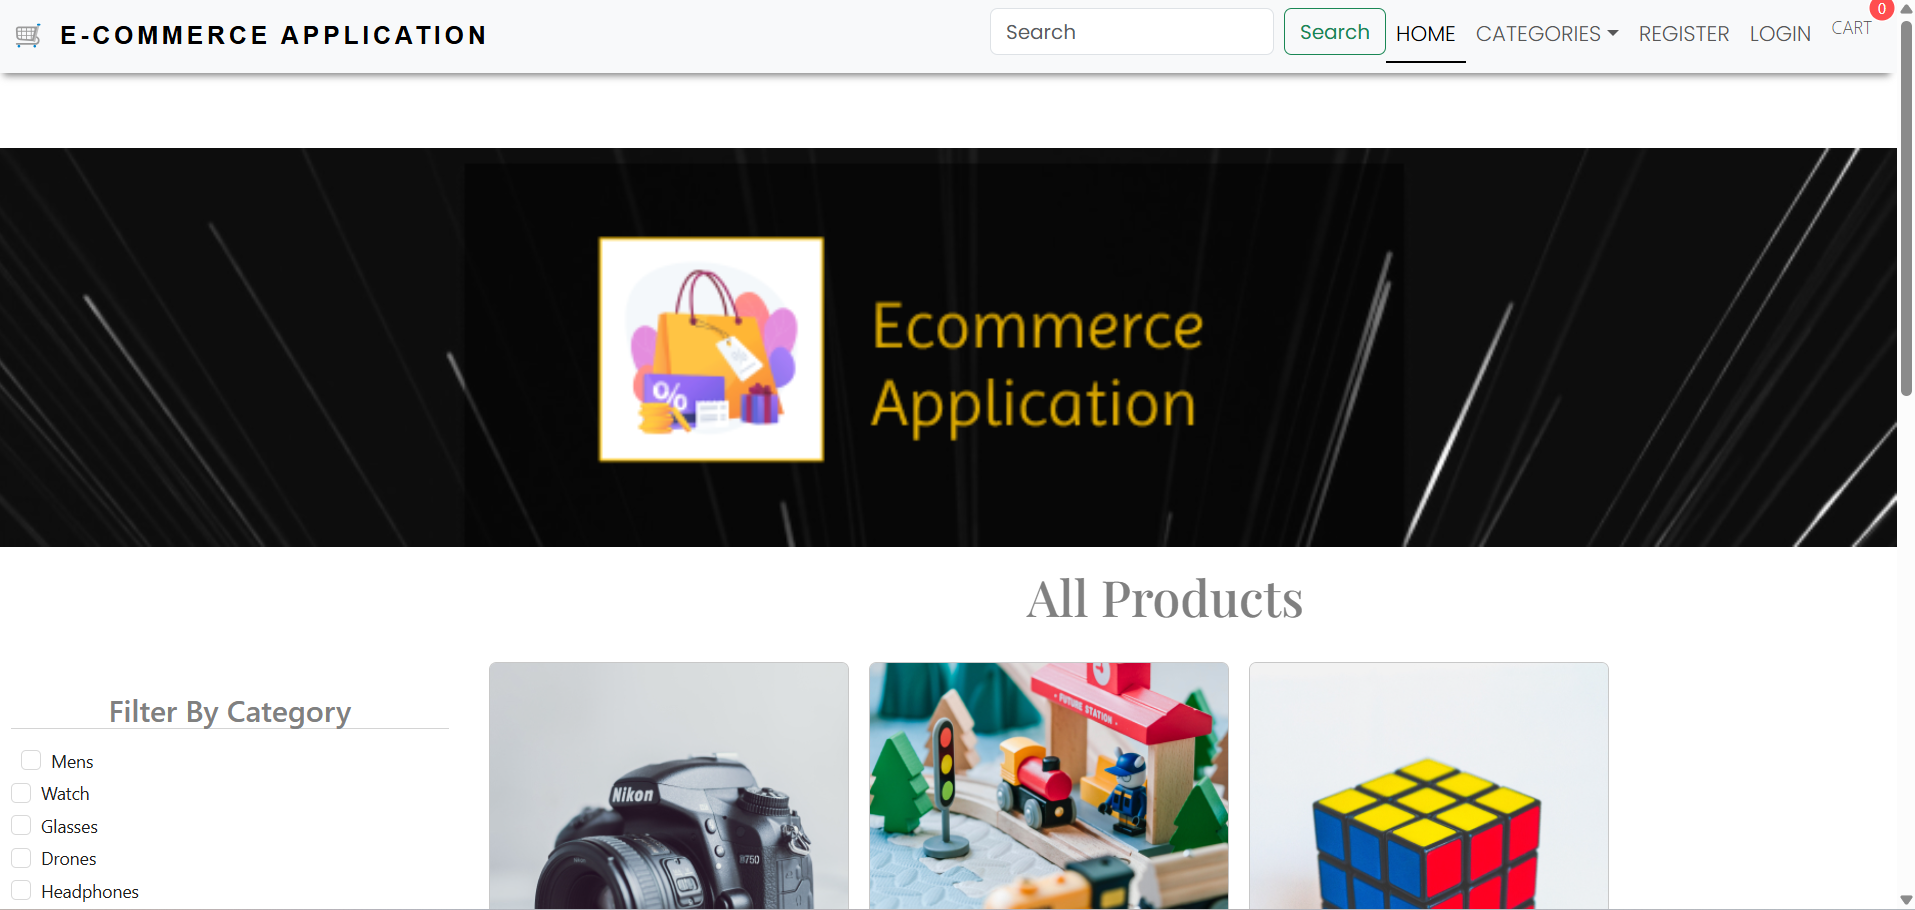 E-COMMERCE APPLICATION
Search
Search
HOME
CATEGORIES
REGISTER
LOGIN
CART
0
%
Ecommerce
Application
All Products
Filter By Category
Mens
Watch
Glasses
Drones
Headphones
Nikon
FUTURE STATION